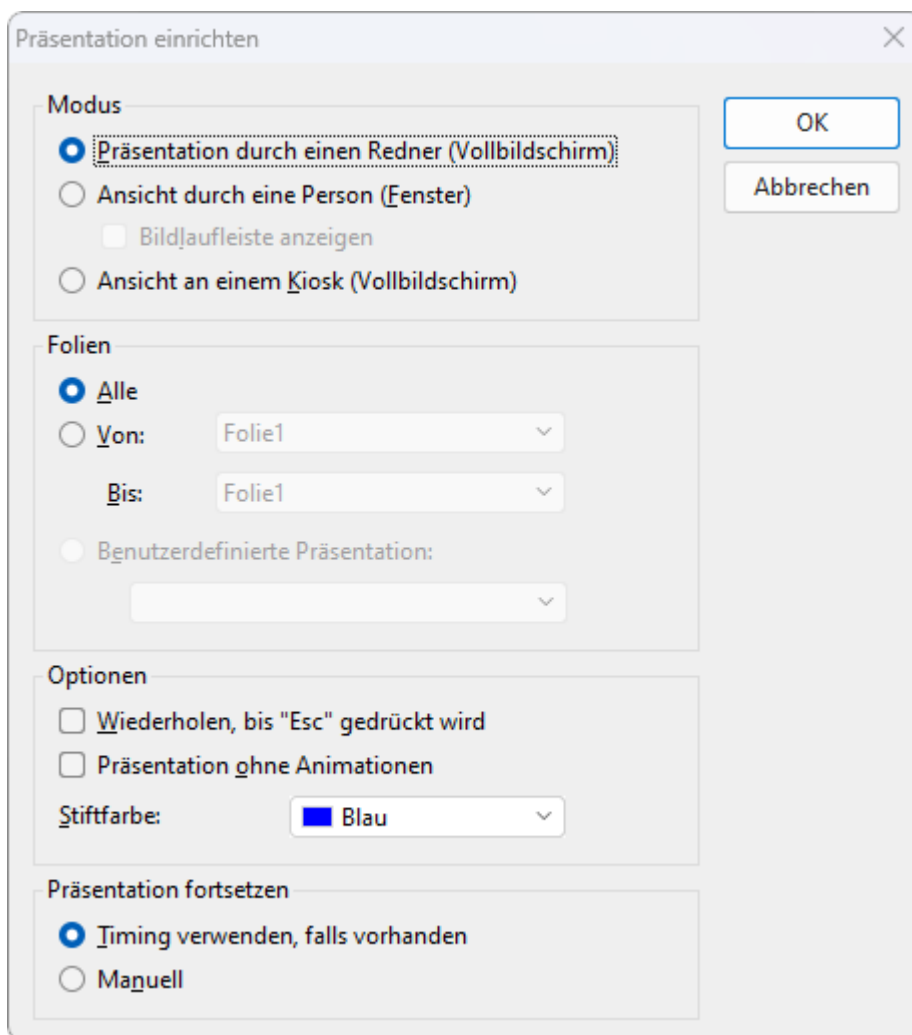 Präsentation einrichten
Modus
OK
Präsentation durch einen Redner (Vollbildschirm)
Abbrechen
Ansicht durch eine Person (Fenster)
Bildlaufleiste anzeigen
Ansicht an einem Kiosk (Vollbildschirm)
Folien
Alle
Von: Folie1
Bis: Folie1
Benutzerdefinierte Präsentation:
Optionen
Wiederholen, bis "Esc" gedrückt wird
Präsentation ohne Animationen
Stiftfarbe: Blau
Präsentation fortsetzen
Timing verwenden, falls vorhanden
Manuell